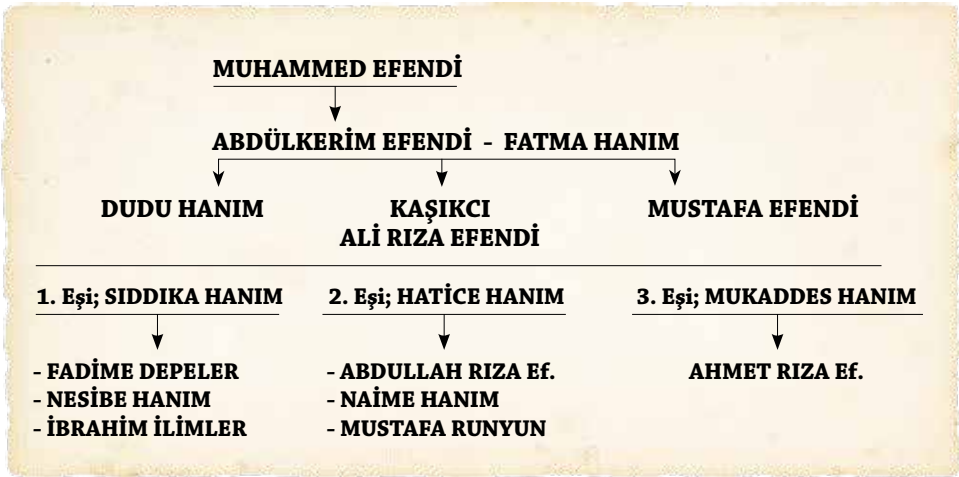 MUHAMMED EFENDİ
ABDÜLKERİM EFENDİ - FATMA HANIM
DUDU HANIM
KAŞIKCI
ALİ RIZA EFENDİ
MUSTAFA EFENDİ
1. Eşi; SIDDIKA HANIM
- FADİME DEPELER
- NESİBE HANIM
- İBRAHİM İLİMLER
2. Eşi; HATİCE HANIM
- ABDULLAH RIZA Ef.
- NAİME HANIM
- MUSTAFA RUNYUN
3. Eşi; MUKADDES HANIM
AHMET RIZA Ef.